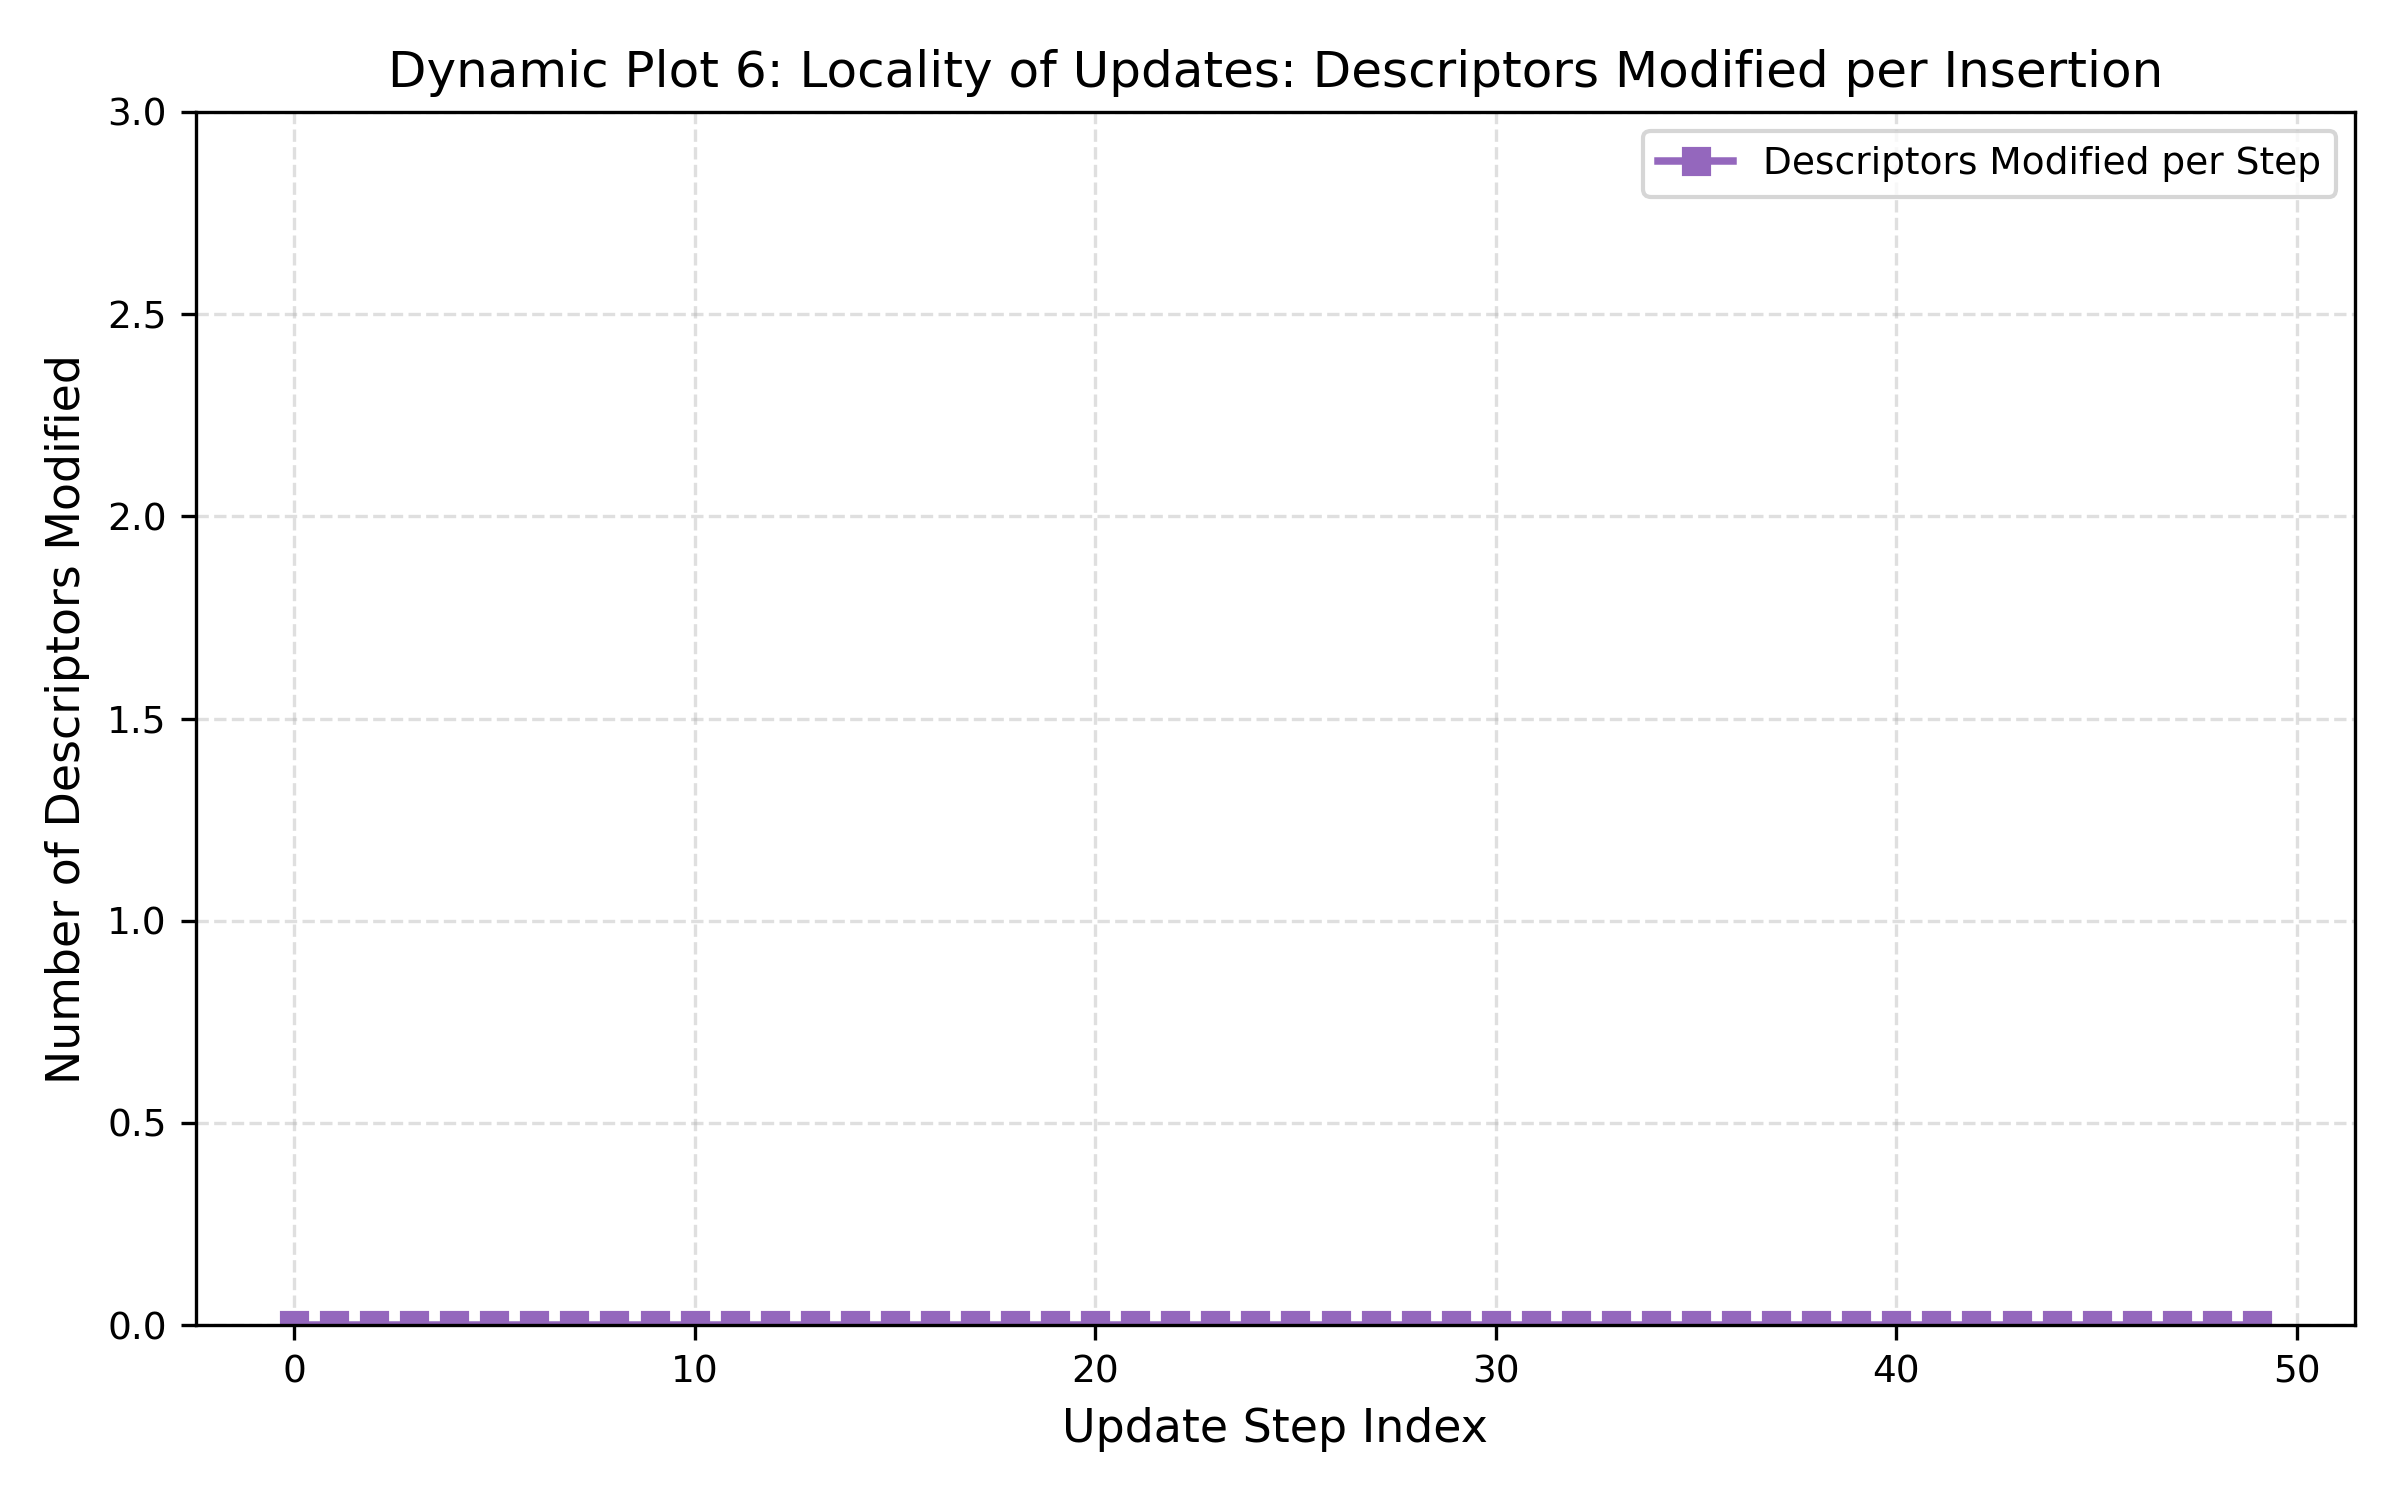 Dynamic Plot 6: Locality of Updates: Descriptors Modified per Insertion
Descriptors Modified per Step
Number of Descriptors Modified
3.0
2.5
2.0
1.5
1.0
0.5
0.0
0 10 20 30 40 50
Update Step Index